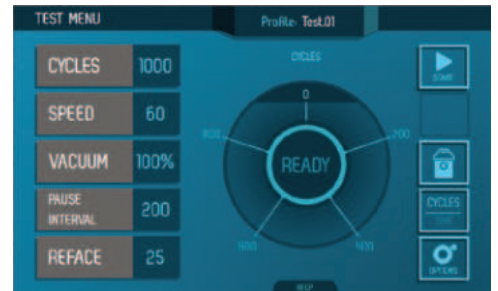 TEST MENU
Profile: Test.01
CYCLES 1000
SPEED 60
VACUUM 100%
PAUSE INTERVAL 200
REFACE 25
CYCLES
0
200
400
600
800
READY
START
CYCLES
OPTIONS
HELP